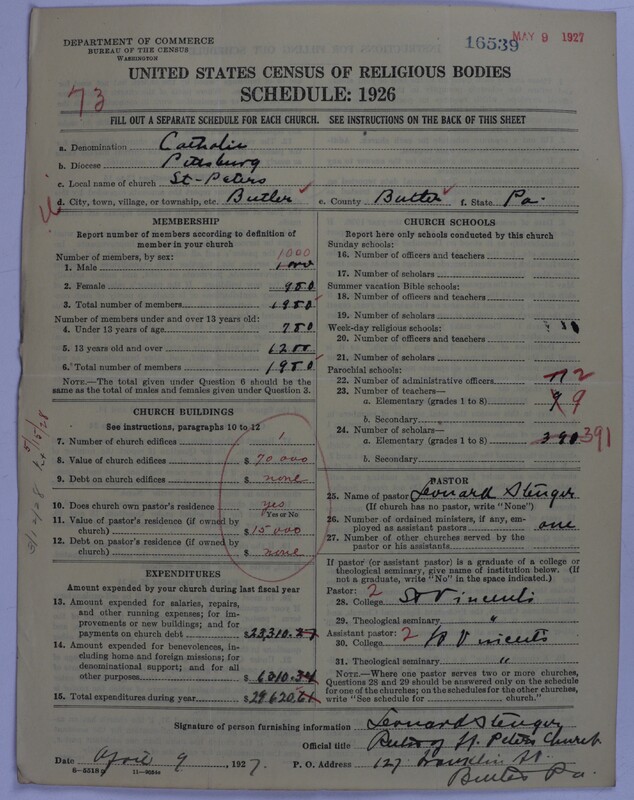 DEPARTMENT OF COMMERCE
BUREAU OF THE CENSUS
WASHINGTON
16539
MAY 9 1927
UNITED STATES CENSUS OF RELIGIOUS BODIES
SCHEDULE: 1926
73
FILL OUT A SEPARATE SCHEDULE FOR EACH CHURCH. SEE INSTRUCTIONS ON THE BACK OF THIS SHEET
a. Denomination Catholic
b. Diocese Pittsburg
c. Local name of church St-Peters
d. City, town, village, or township, etc. Butler e. County Butler f. State Pa.
MEMBERSHIP
Report number of members according to definition of member in your church
Number of members, by sex:
1000
1. Male 1000
2. Female 980
3. Total number of members 1980
Number of members under and over 13 years old:
4. Under 13 years of age 780
5. 13 years old and over 1200
6. Total number of members 1980
NOTE.—The total given under Question 6 should be the same as the total of males and females given under Question 3.
CHURCH BUILDINGS
See instructions, paragraphs 10 to 12
7. Number of church edifices 1
8. Value of church edifices $ 70 000
9. Debt on church edifices $ none
10. Does church own pastor's residence yes
Yes or No
11. Value of pastor's residence (if owned by church) $ 15 000
12. Debt on pastor's residence (if owned by church) $ none
EXPENDITURES
Amount expended by your church during last fiscal year
13. Amount expended for salaries, repairs, and other running expenses; for improvements or new buildings; and for payments on church debt $ 23,310.27
14. Amount expended for benevolences, including home and foreign missions; for denominational support; and for all other purposes $ 6310.34
15. Total expenditures during year $ 29620.61
CHURCH SCHOOLS
Report here only schools conducted by this church
Sunday schools:
16. Number of officers and teachers
17. Number of scholars
Summer vacation Bible schools:
18. Number of officers and teachers
19. Number of scholars
Week-day religious schools:
20. Number of officers and teachers
21. Number of scholars
Parochial schools:
22. Number of administrative officers 2
23. Number of teachers—
a. Elementary (grades 1 to 8) 9 9
b. Secondary
24. Number of scholars—
a. Elementary (grades 1 to 8) 391
b. Secondary
PASTOR
25. Name of pastor Leonard Stenger
(If church has no pastor, write "None")
26. Number of ordained ministers, if any, employed as assistant pastors one
27. Number of other churches served by the pastor or his assistants
If pastor (or assistant pastor) is a graduate of a college or theological seminary, give name of institution below. (If not a graduate, write "No" in the space indicated.)
Pastor: 2
28. College St Vincents
29. Theological seminary "
Assistant pastor: 2
30. College St Vincents
31. Theological seminary "
NOTE.—Where one pastor serves two or more churches, Questions 28 and 29 should be answered only on the schedule for one of the churches; on the schedules for the other churches, write "See schedule for church."
Signature of person furnishing information Leonard Stenger
Official title Rector of St. Peters Church
Date April 9, 1927. P. O. Address 127 Franklin St.
Butler Pa.
8-5518 p